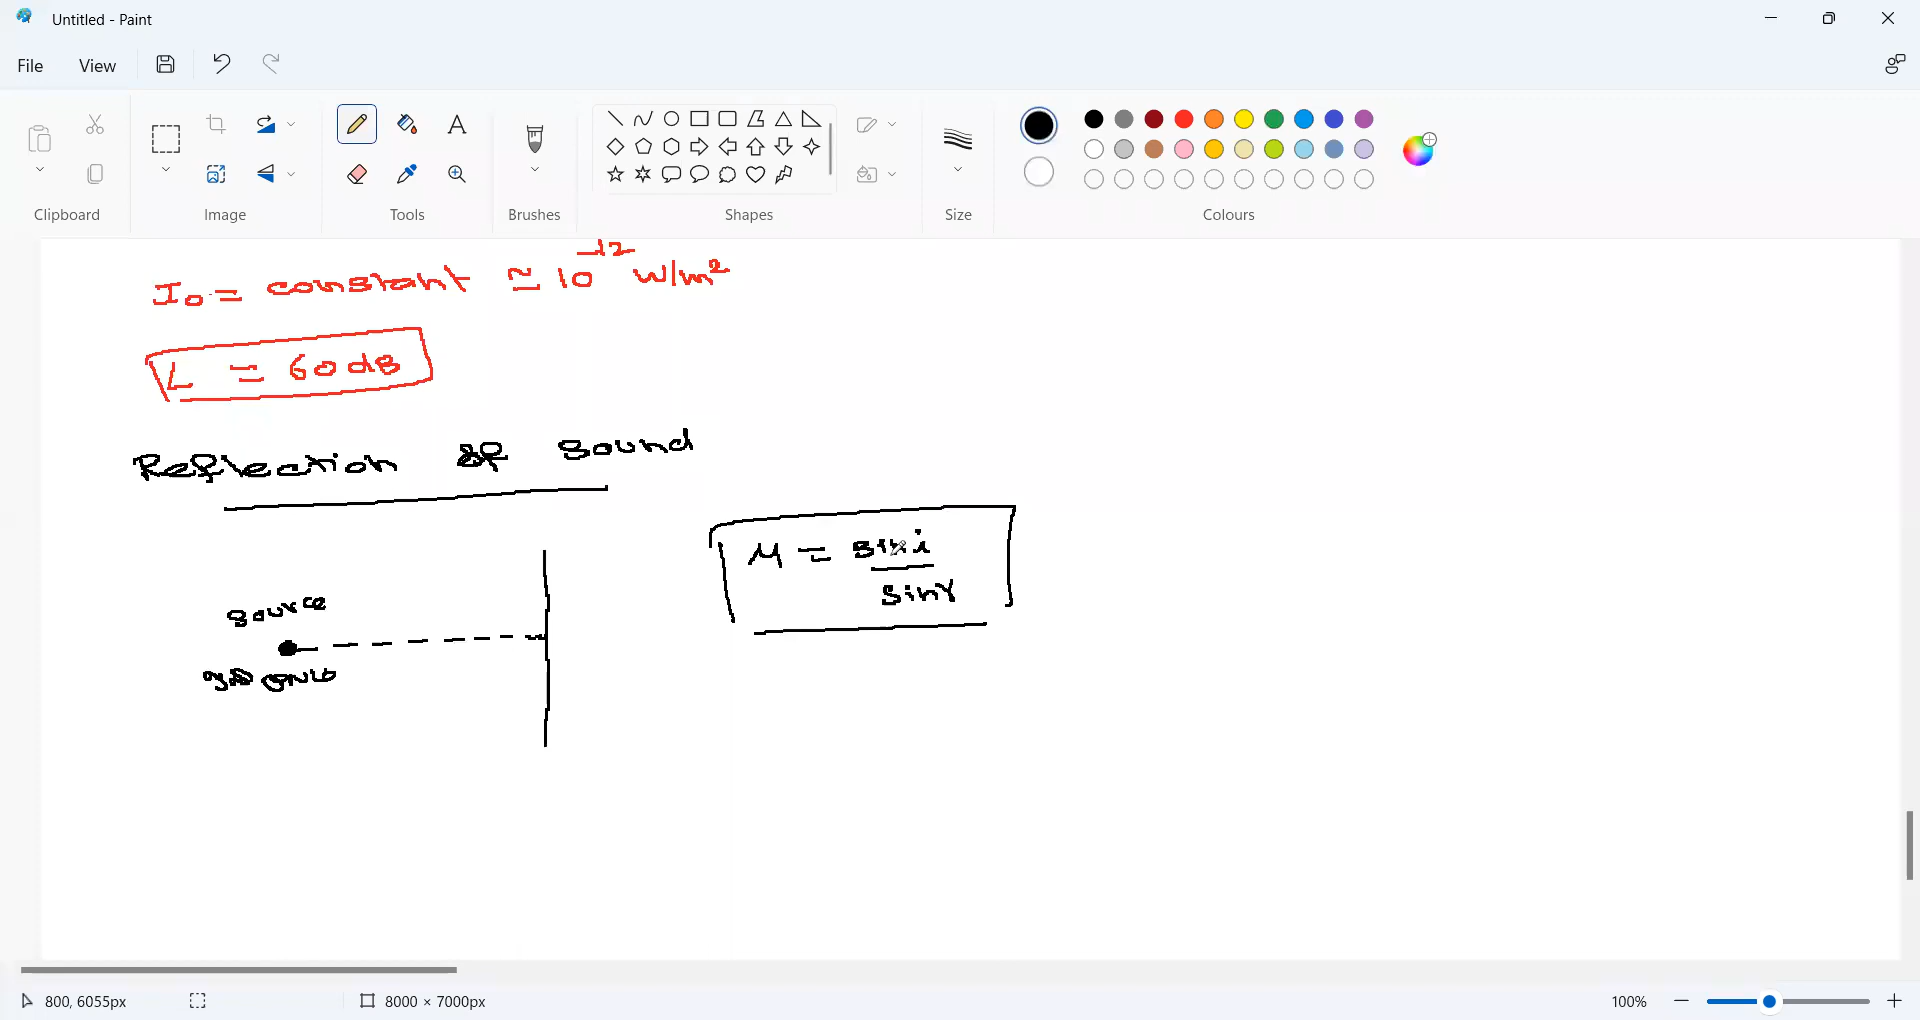 Untitled - Paint
File View
Clipboard Image Tools Brushes Shapes Size Colours
I₀ = constant ≃ 10⁻¹² W/m²
L = 60 dB
Reflection of sound
μ = sin i
sin r
source
800, 6055px 8000 × 7000px 100%